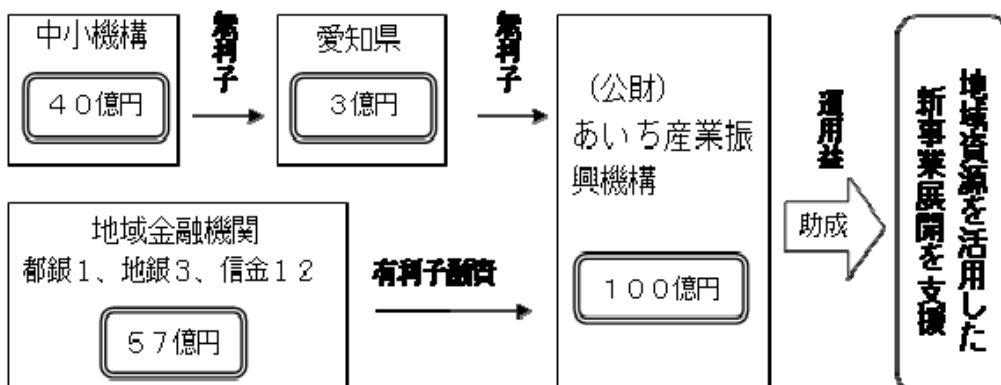 中小機構
４０億円
無利子
愛知県
３億円
無利子
（公財）
あいち産業振
興機構
１００億円
地域金融機関
都銀１、地銀３、信金１２
５７億円
有利子融資
運用益
助成
地域資源を活用した
新事業展開を支援